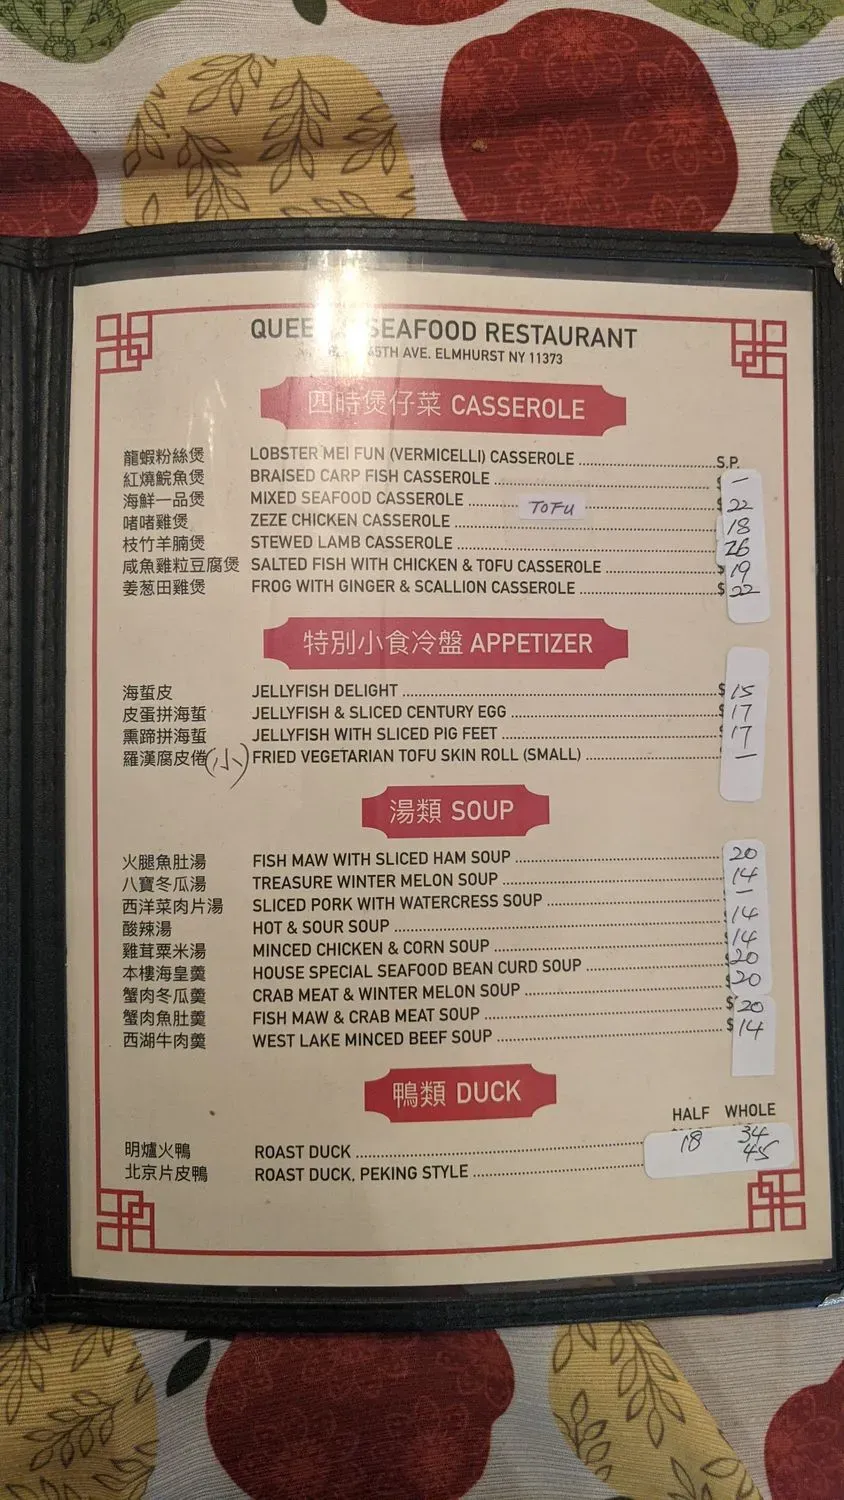 SEAFOOD RESTAURANT
45TH AVE. ELMHURST NY 11373
四時煲仔菜 CASSEROLE
龍蝦粉絲煲 LOBSTER MEI FUN (VERMICELLI) CASSEROLE S.P.
紅燒鯇魚煲 BRAISED CARP FISH CASSEROLE $ —
海鮮一品煲 MIXED SEAFOOD CASSEROLE TOFU $ 22
啫啫雞煲 ZEZE CHICKEN CASSEROLE 18
枝竹羊腩煲 STEWED LAMB CASSEROLE 26
咸魚雞粒豆腐煲 SALTED FISH WITH CHICKEN & TOFU CASSEROLE $ 19
姜葱田雞煲 FROG WITH GINGER & SCALLION CASSEROLE $ 22
特別小食冷盤 APPETIZER
海蜇皮 JELLYFISH DELIGHT $ 15
皮蛋拼海蜇 JELLYFISH & SLICED CENTURY EGG $ 17
熏蹄拼海蜇 JELLYFISH WITH SLICED PIG FEET $ 17
羅漢腐皮倦 (小) FRIED VEGETARIAN TOFU SKIN ROLL (SMALL) —
湯類 SOUP
火腿魚肚湯 FISH MAW WITH SLICED HAM SOUP 20
八寶冬瓜湯 TREASURE WINTER MELON SOUP 14
西洋菜肉片湯 SLICED PORK WITH WATERCRESS SOUP —
酸辣湯 HOT & SOUR SOUP 14
雞茸粟米湯 MINCED CHICKEN & CORN SOUP 14
本樓海皇羹 HOUSE SPECIAL SEAFOOD BEAN CURD SOUP $20
蟹肉冬瓜羹 CRAB MEAT & WINTER MELON SOUP $20
蟹肉魚肚羹 FISH MAW & CRAB MEAT SOUP $ 20
西湖牛肉羹 WEST LAKE MINCED BEEF SOUP $ 14
鴨類 DUCK
HALF WHOLE
明爐火鴨 ROAST DUCK 18 34
北京片皮鴨 ROAST DUCK, PEKING STYLE 45